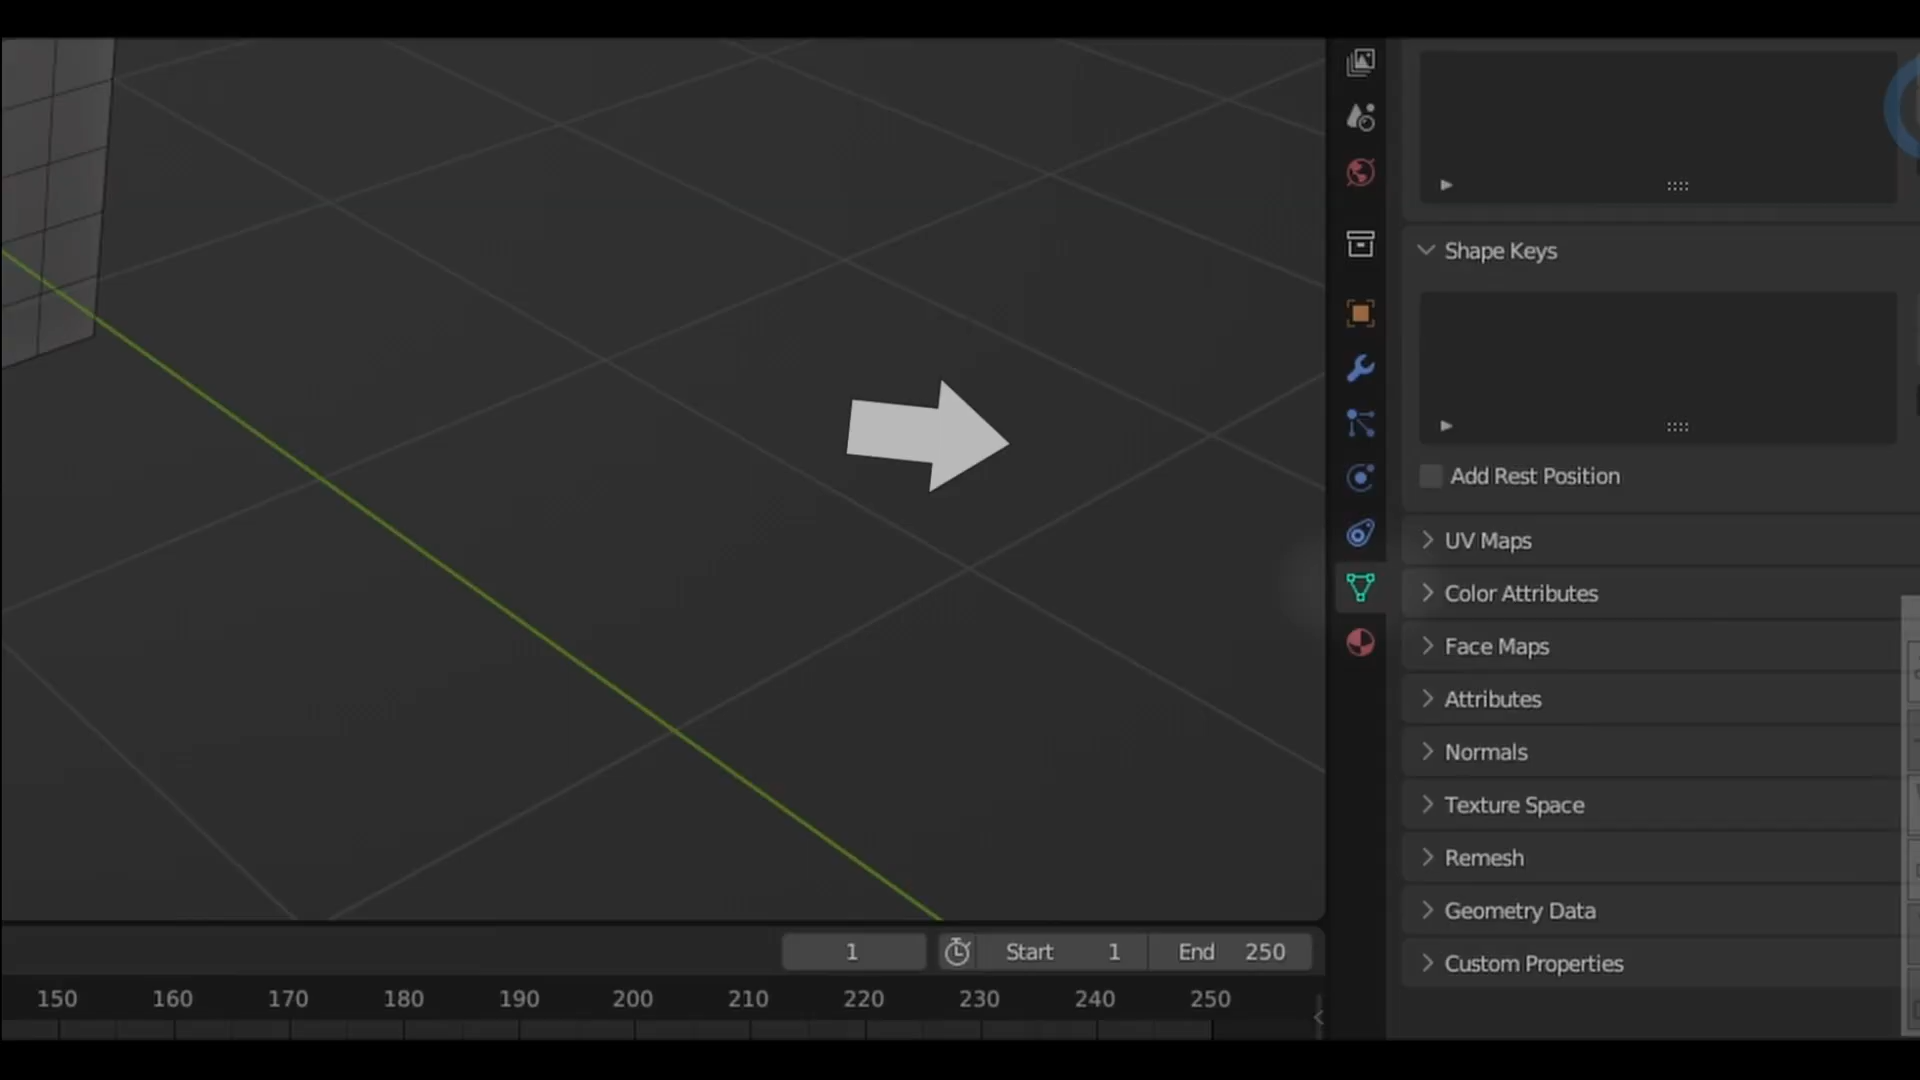 Shape Keys
Add Rest Position
UV Maps
Color Attributes
Face Maps
Attributes
Normals
Texture Space
Remesh
Geometry Data
Custom Properties
1 Start 1 End 250
150 160 170 180 190 200 210 220 230 240 250